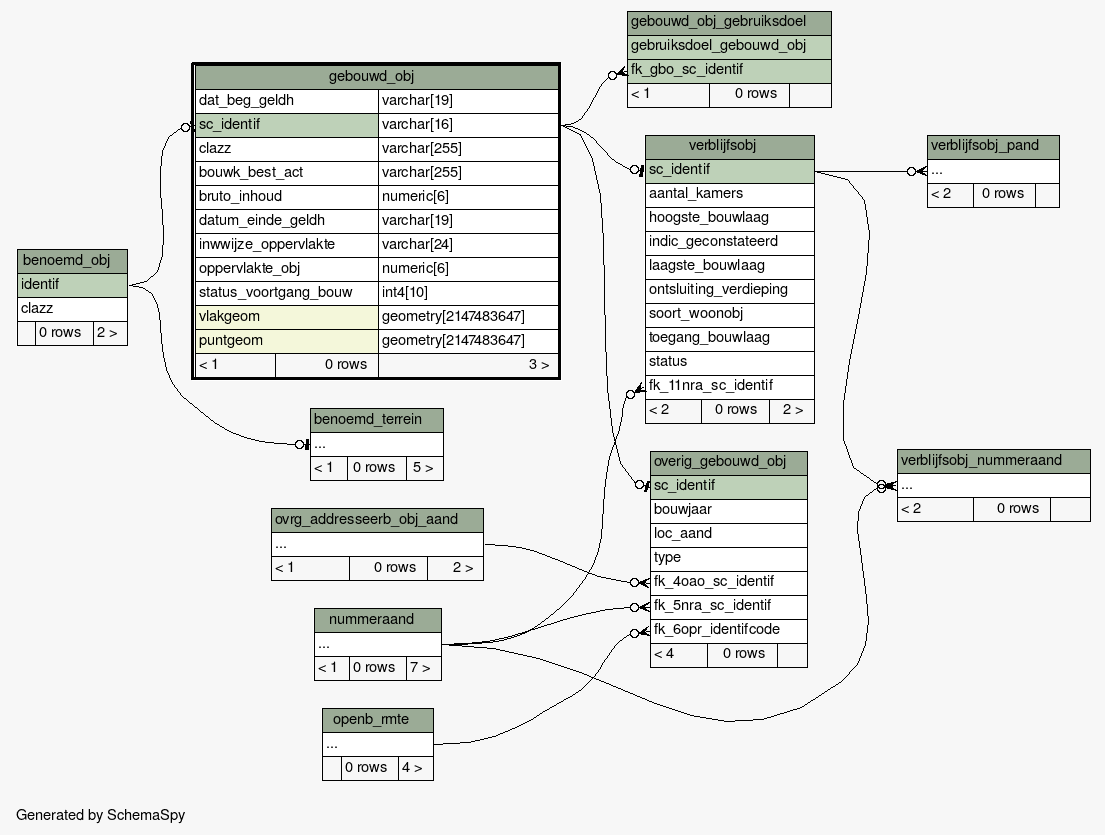 gebouwd_obj_gebruiksdoel
gebruiksdoel_gebouwd_obj
fk_gbo_sc_identif
< 1 0 rows
gebouwd_obj
dat_beg_geldh varchar[19]
sc_identif varchar[16]
clazz varchar[255]
bouwk_best_act varchar[255]
bruto_inhoud numeric[6]
datum_einde_geldh varchar[19]
inwwijze_oppervlakte varchar[24]
oppervlakte_obj numeric[6]
status_voortgang_bouw int4[10]
vlakgeom geometry[2147483647]
puntgeom geometry[2147483647]
< 1 0 rows 3 >
verblijfsobj
sc_identif
aantal_kamers
hoogste_bouwlaag
indic_geconstateerd
laagste_bouwlaag
ontsluiting_verdieping
soort_woonobj
toegang_bouwlaag
status
fk_11nra_sc_identif
< 2 0 rows 2 >
verblijfsobj_pand
...
< 2 0 rows
benoemd_obj
identif
clazz
0 rows 2 >
benoemd_terrein
...
< 1 0 rows 5 >
overig_gebouwd_obj
sc_identif
bouwjaar
loc_aand
type
fk_4oao_sc_identif
fk_5nra_sc_identif
fk_6opr_identifcode
< 4 0 rows
verblijfsobj_nummeraand
...
< 2 0 rows
ovrg_addresseerb_obj_aand
...
< 1 0 rows 2 >
nummeraand
...
< 1 0 rows 7 >
openb_rmte
...
0 rows 4 >
Generated by SchemaSpy